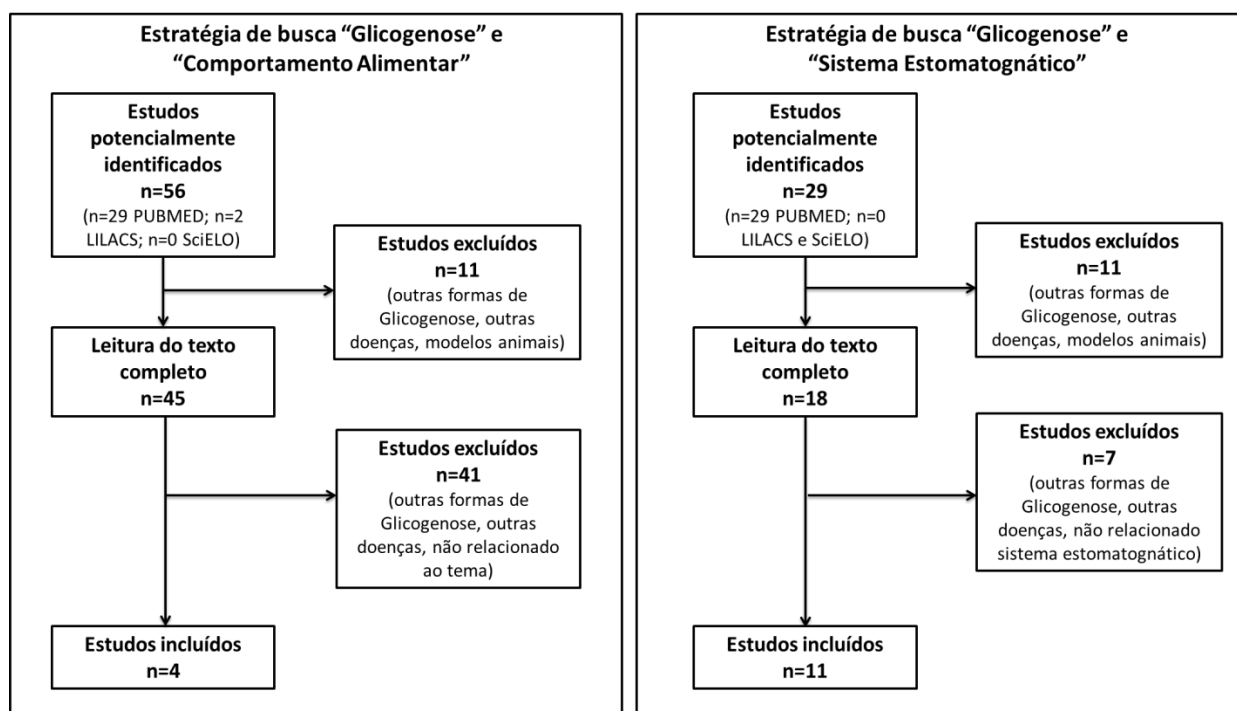 Estratégia de busca “Glicogenose” e
“Comportamento Alimentar”
Estudos
potencialmente
identificados
n=56
(n=29 PUBMED; n=2
LILACS; n=0 SciELO)
Estudos excluídos
n=11
(outras formas de
Glicogenose, outras
doenças, modelos animais)
Leitura do texto
completo
n=45
Estudos excluídos
n=41
(outras formas de
Glicogenose, outras
doenças, não relacionado
ao tema)
Estudos incluídos
n=4
Estratégia de busca “Glicogenose” e
“Sistema Estomatognático”
Estudos
potencialmente
identificados
n=29
(n=29 PUBMED; n=0
LILACS e SciELO)
Estudos excluídos
n=11
(outras formas de
Glicogenose, outras
doenças, modelos animais)
Leitura do texto
completo
n=18
Estudos excluídos
n=7
(outras formas de
Glicogenose, outras
doenças, não relacionado
sistema estomatognático)
Estudos incluídos
n=11